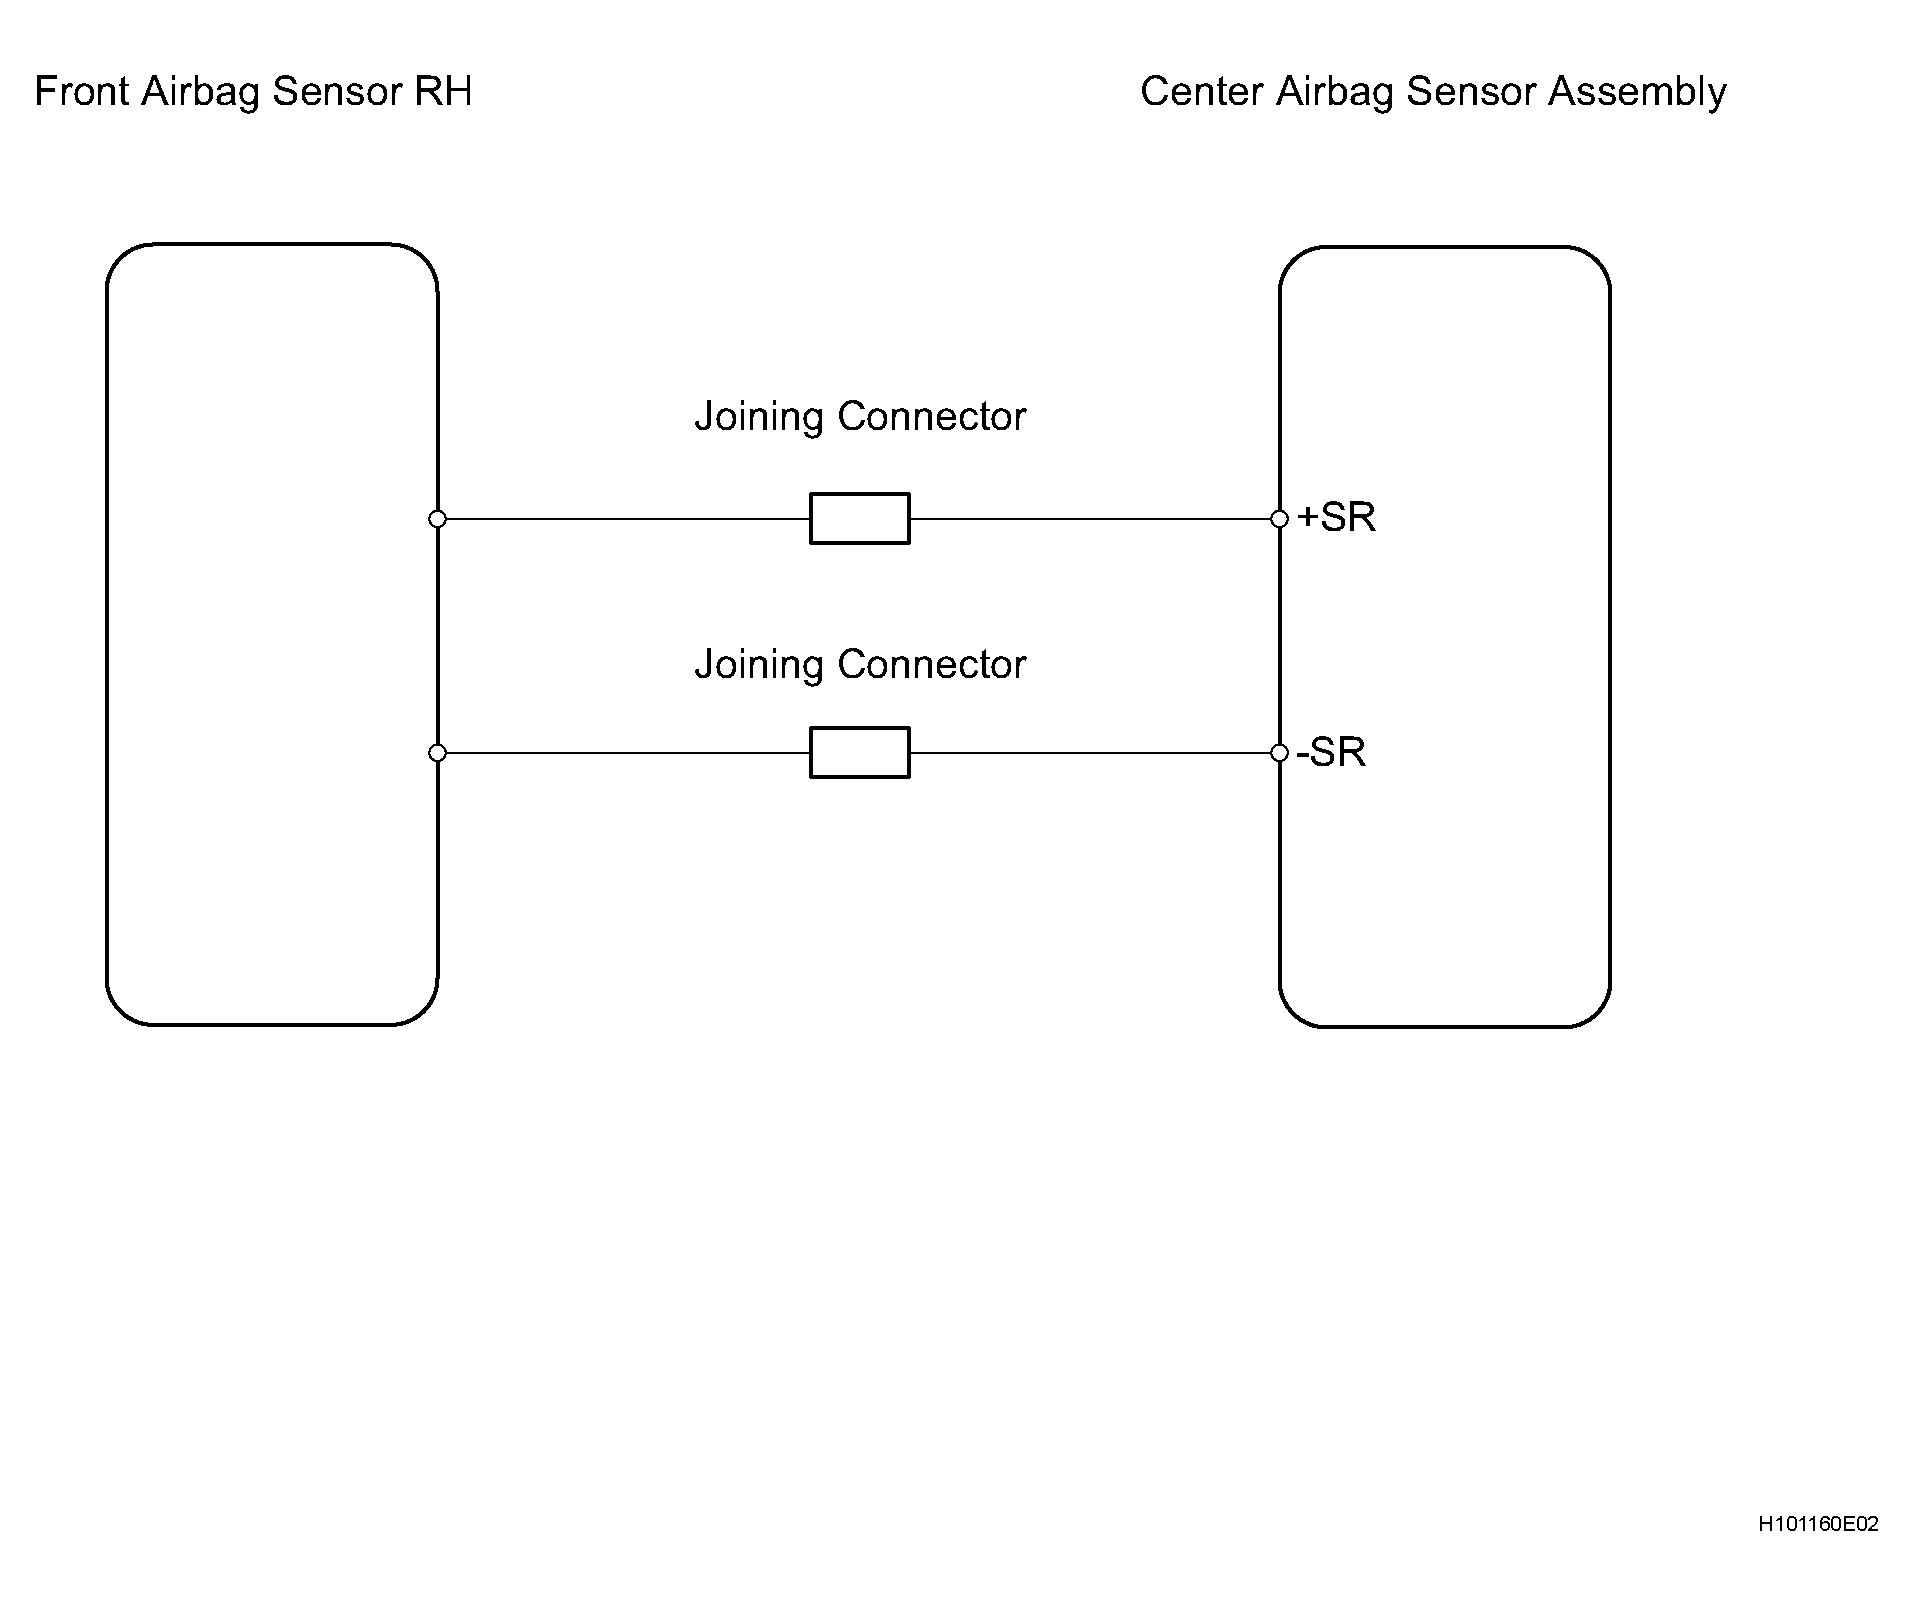 Front Airbag Sensor RH
Center Airbag Sensor Assembly
Joining Connector
+SR
Joining Connector
-SR
H101160E02